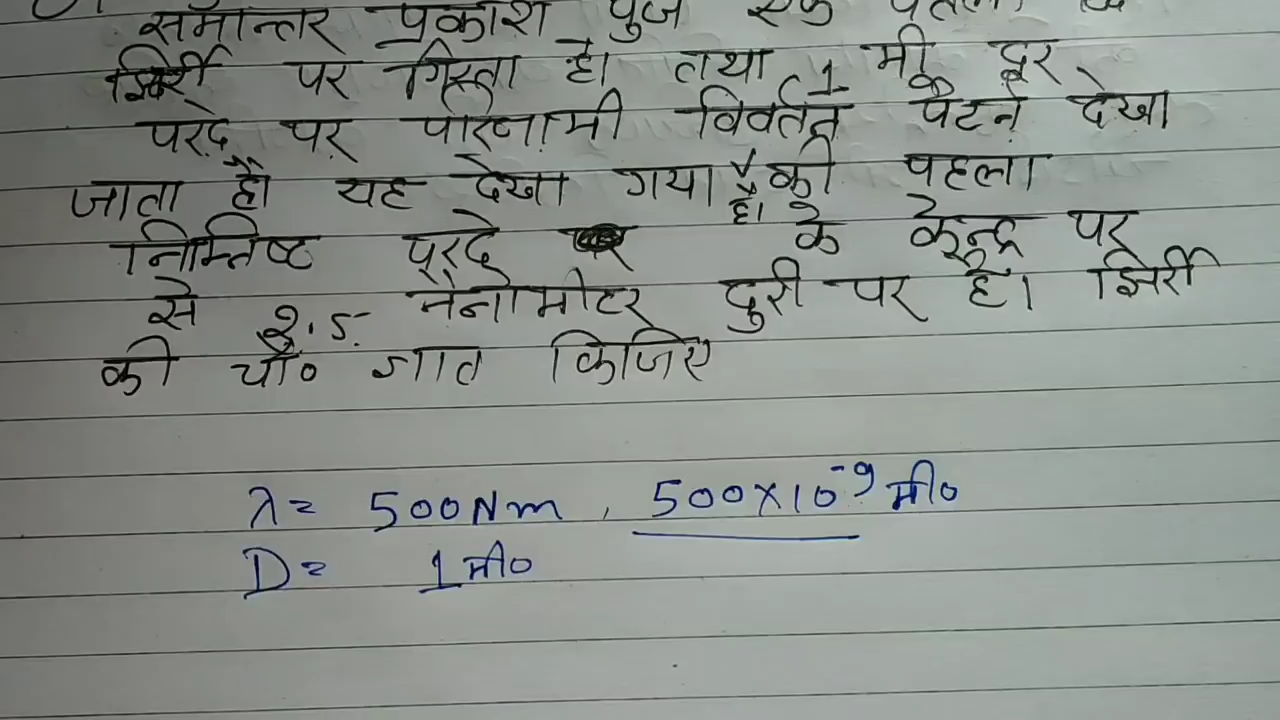 समान्तर प्रकाश पुंज एक पतली
झिर्री पर गिरता है। तथा 1 मी० दूर
परदे पर परिणामी विवर्तन पैटर्न देखा
जाता है। यह देखा गया है। की पहला
निम्निष्ट परदे के केन्द्र पर
से 2.5 नैनोमीटर दुरी पर है। झिर्री
की चौ० ज्ञात किजिए
λ= 500Nm, 500×10⁻⁹ मी०
D= 1मी०